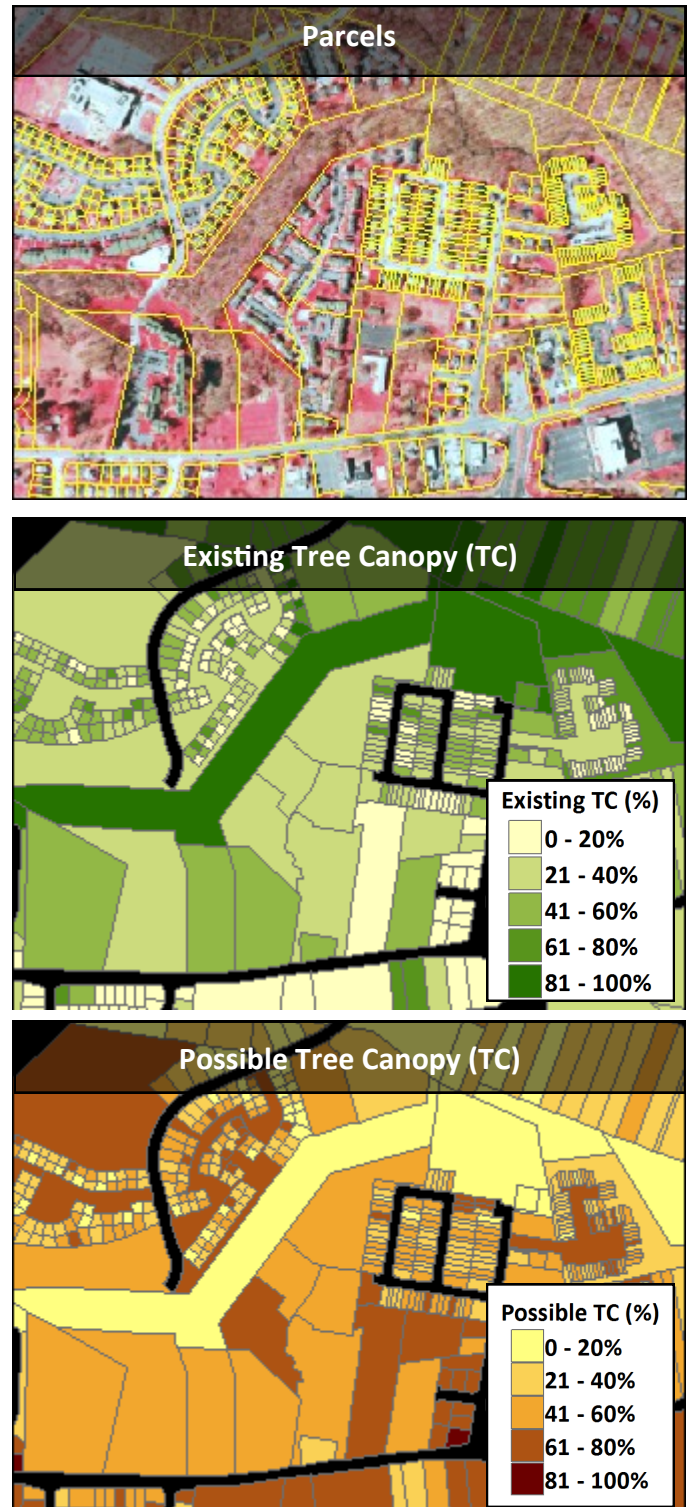 Parcels
Existing Tree Canopy (TC)
Existing TC (%)
0 - 20%
21 - 40%
41 - 60%
61 - 80%
81 - 100%
Possible Tree Canopy (TC)
Possible TC (%)
0 - 20%
21 - 40%
41 - 60%
61 - 80%
81 - 100%